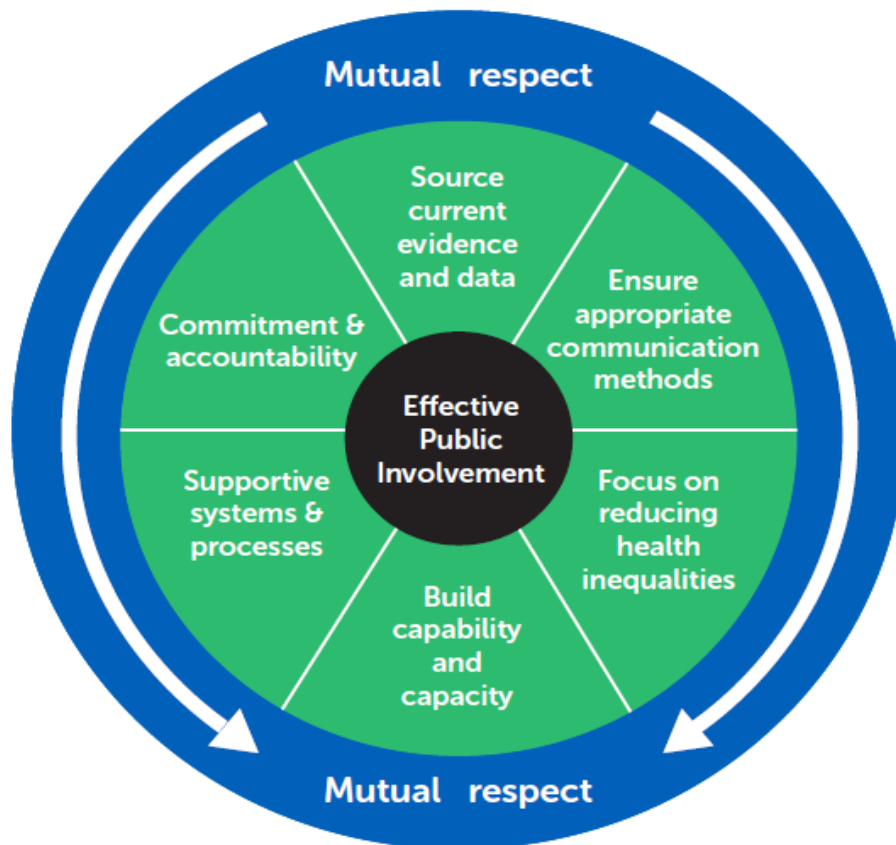 Mutual respect
Source
current
evidence
and data
Ensure
appropriate
communication
methods
Focus on
reducing
health
inequalities
Build
capability
and
capacity
Supportive
systems &
processes
Commitment &
accountability
Effective
Public
Involvement
Mutual respect